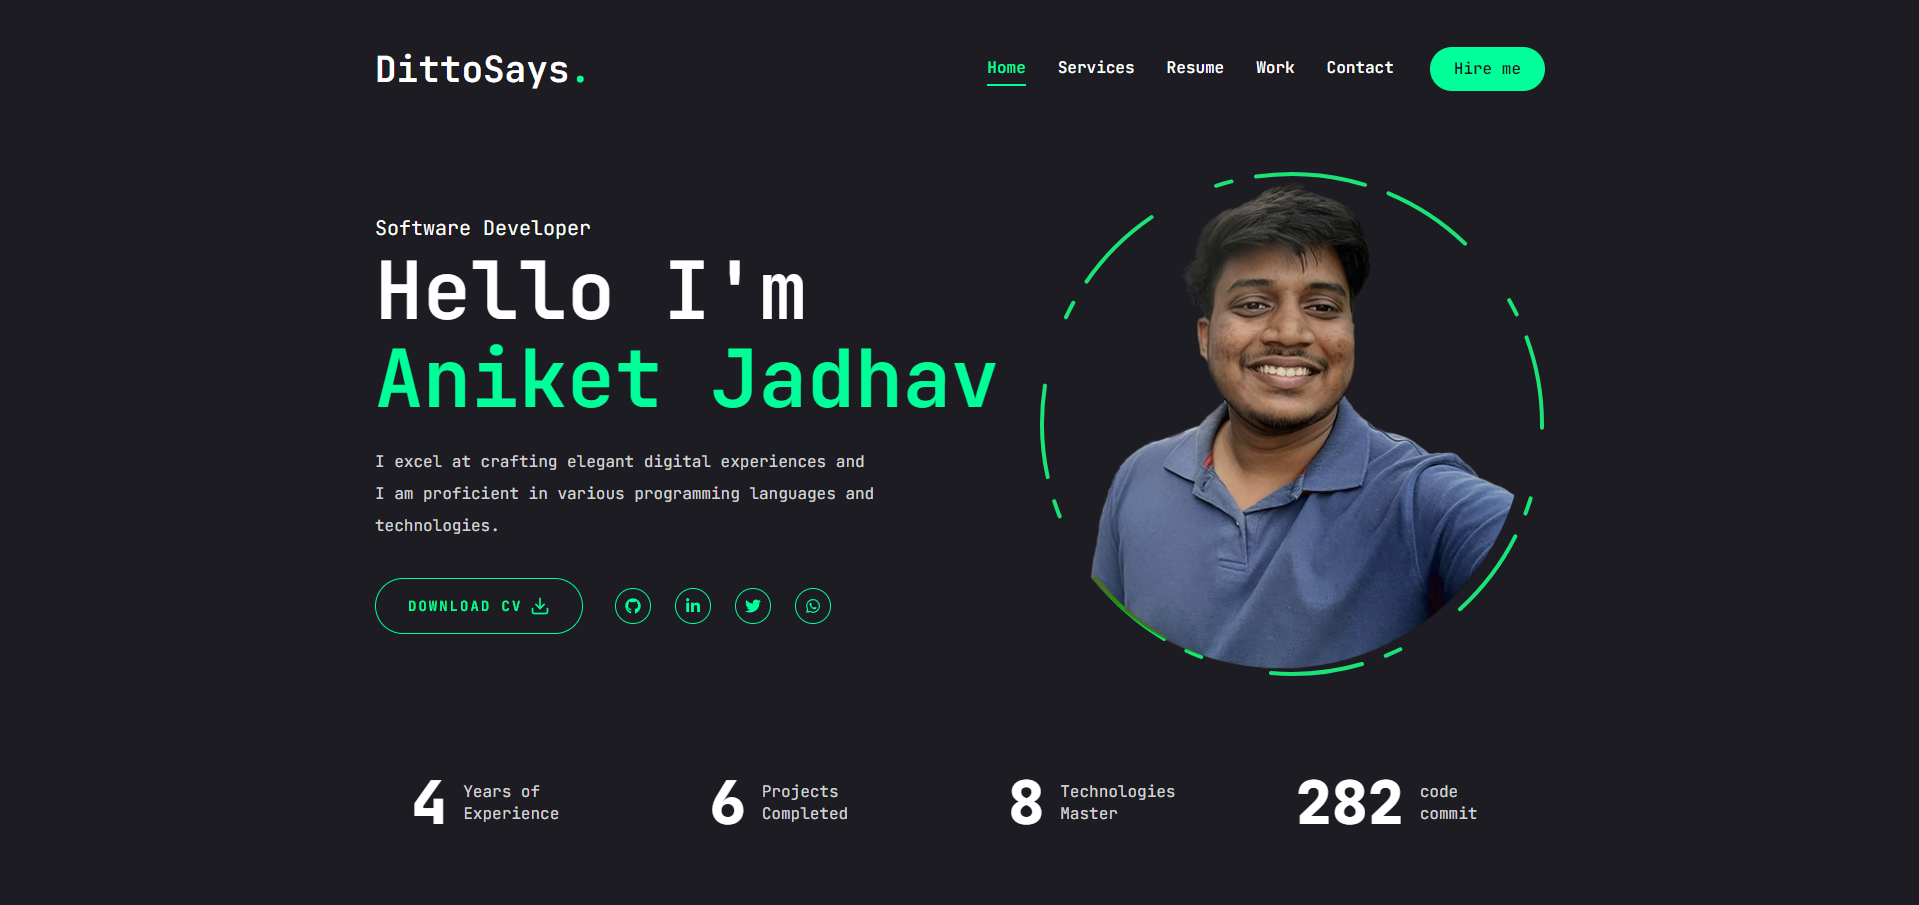 DittoSays.
Home Services Resume Work Contact Hire me
Software Developer
Hello I'm
Aniket Jadhav
I excel at crafting elegant digital experiences and
I am proficient in various programming languages and
technologies.
DOWNLOAD CV
in
4 Years of
Experience
6 Projects
Completed
8 Technologies
Master
282 code
commit